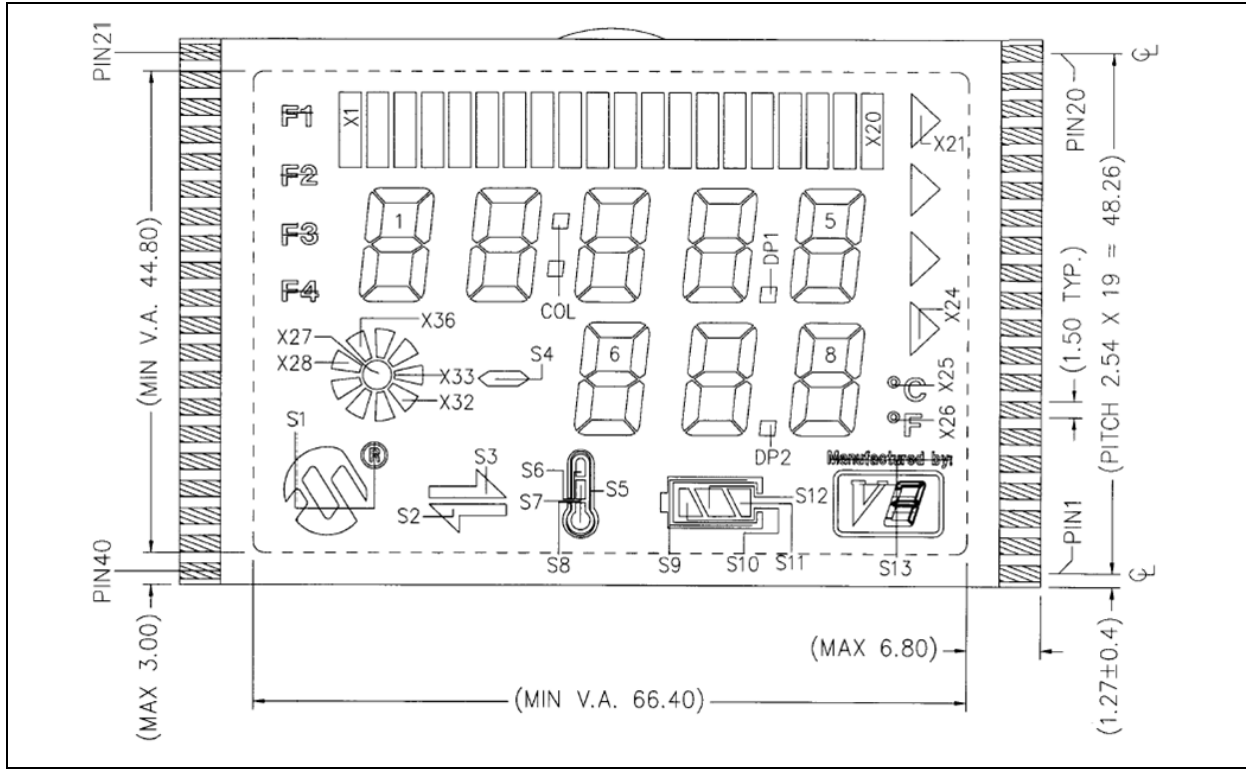 PIN21
PIN20
F1
X1
X20
X21
F2
1
5
F3
DP1
F4
COL
X24
X36
X27
X28
X33
X32
S4
6
8
°C
X25
°F
X26
DP2
S1
®
S3
S2
S6
S7
S5
S8
S12
S9
S10
S11
Manufactured by:
S13
PIN40
PIN1
(MIN V.A. 44.80)
(MAX 3.00)
(1.50 TYP.)
(PITCH 2.54 X 19 = 48.26)
(1.27±0.4)
(MAX 6.80)
(MIN V.A. 66.40)